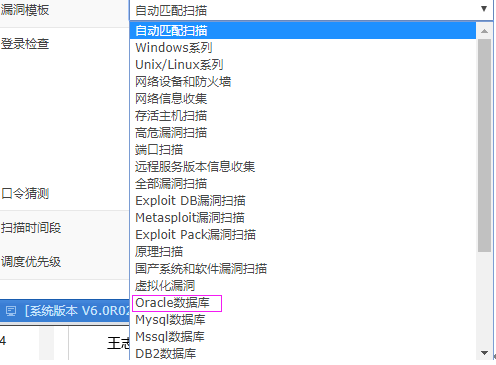 漏洞模板
自动匹配扫描
自动匹配扫描
登录检查
Windows系列
Unix/Linux系列
网络设备和防火墙
网络信息收集
存活主机扫描
高危漏洞扫描
端口扫描
远程服务版本信息收集
全部漏洞扫描
口令猜测
Exploit DB漏洞扫描
Metasploit漏洞扫描
扫描时间段
Exploit Pack漏洞扫描
原理扫描
调度优先级
国产系统和软件漏洞扫描
虚拟化漏洞
Oracle数据库
[系统版本 V6.0R0
Mysql数据库
Mssql数据库
4
DB2数据库